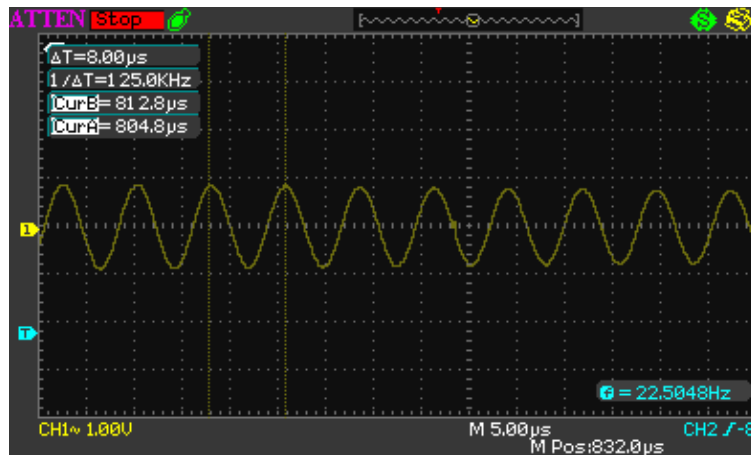 ATTEN Stop
ΔT=8.00µs
1/ΔT=125.0KHz
CurB=812.8µs
CurA=804.8µs
1
T
f=22.5048Hz
CH1~ 1.00V M 5.00µs CH2 /-8
M Pos:832.0µs